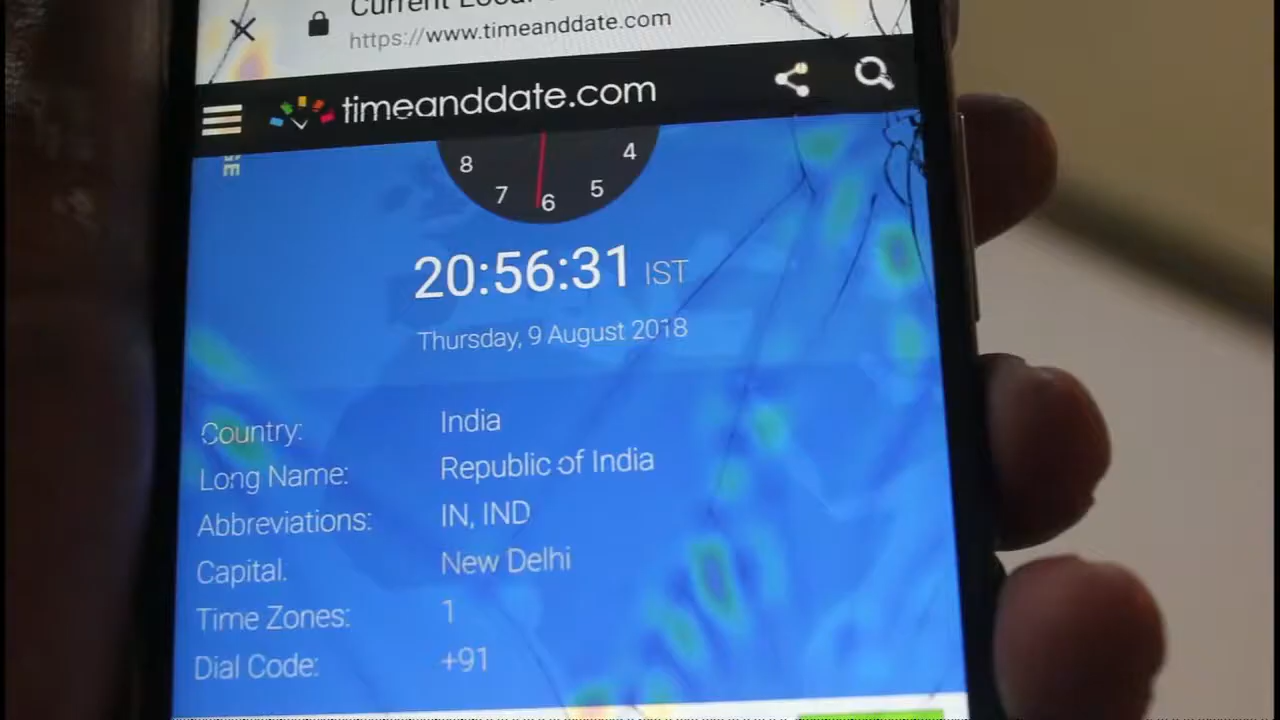 Current Local
https://www.timeanddate.com
timeanddate.com
8 4
7 5
6
20:56:31 IST
Thursday, 9 August 2018
Country: India
Long Name: Republic of India
Abbreviations: IN, IND
Capital: New Delhi
Time Zones: 1
Dial Code: +91